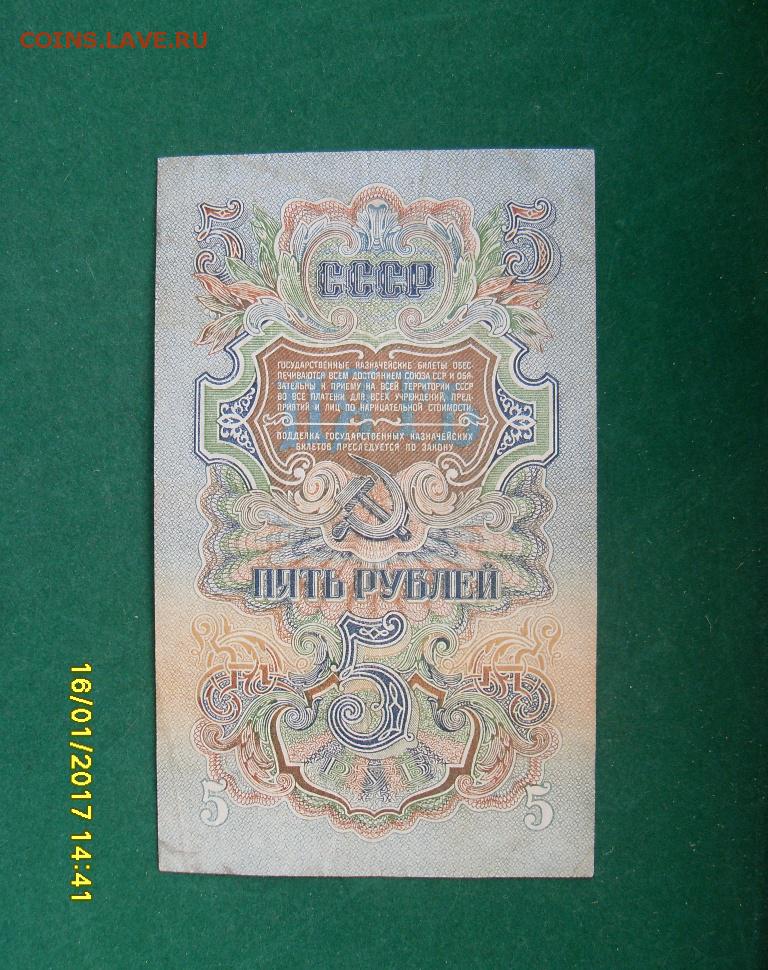 COINS.LAVE.RU
5 5
СССР
ГОСУДАРСТВЕННЫЕ КАЗНАЧЕЙСКИЕ БИЛЕТЫ ОБЕС-
ПЕЧИВАЮТСЯ ВСЕМ ДОСТОЯНИЕМ СОЮЗА ССР И ОБЯ-
ЗАТЕЛЬНЫ К ПРИЕМУ НА ВСЕЙ ТЕРРИТОРИИ СССР
ВО ВСЕ ПЛАТЕЖИ ДЛЯ ВСЕХ УЧРЕЖДЕНИЙ, ПРЕД-
ПРИЯТИЙ И ЛИЦ ПО НАРИЦАТЕЛЬНОЙ СТОИМОСТИ.
ПОДДЕЛКА ГОСУДАРСТВЕННЫХ КАЗНАЧЕЙСКИХ
БИЛЕТОВ ПРЕСЛЕДУЕТСЯ ПО ЗАКОНУ
ПЯТЬ РУБЛЕЙ
5
РУБ
5 5
16/01/2017 14:41